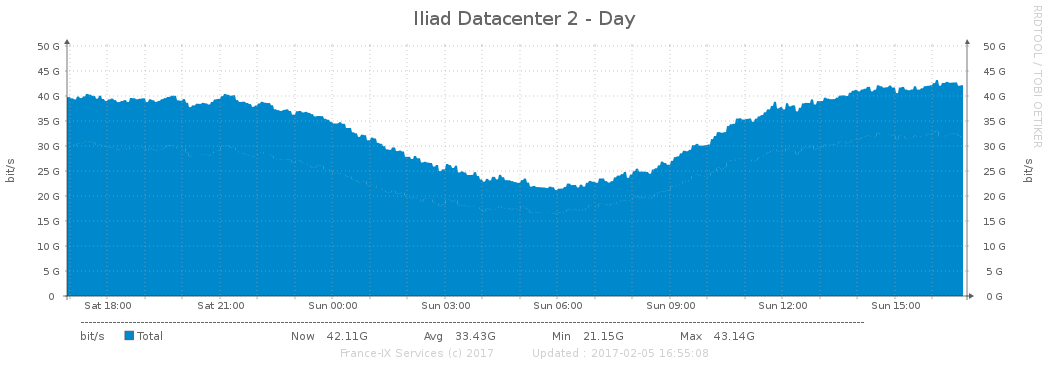 Iliad Datacenter 2 - Day
RRDTOOL / TOBI OETIKER
50 G 50 G
45 G 45 G
40 G 40 G
35 G 35 G
30 G 30 G
25 G 25 G
20 G 20 G
15 G 15 G
10 G 10 G
5 G 5 G
0 0 G
bit/s bit/s
Sat 18:00 Sat 21:00 Sun 00:00 Sun 03:00 Sun 06:00 Sun 09:00 Sun 12:00 Sun 15:00
bit/s Total Now 42.11G Avg 33.43G Min 21.15G Max 43.14G
France-IX Services (c) 2017 Updated : 2017-02-05 16:55:08